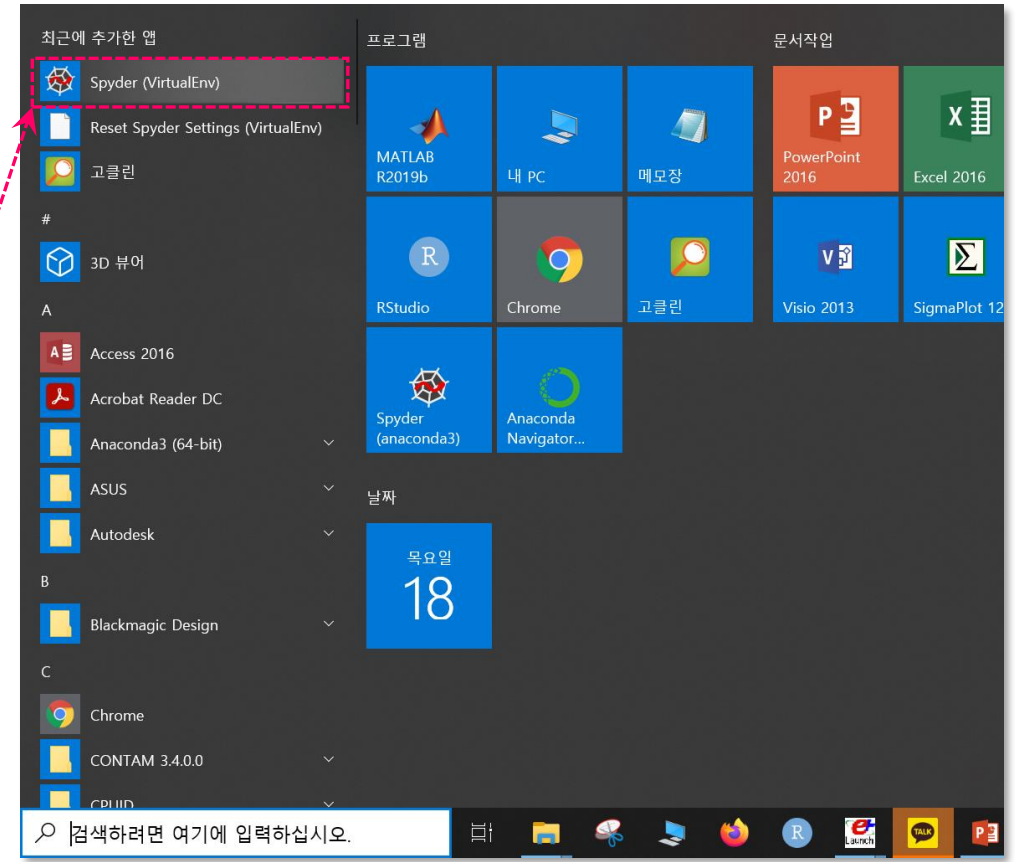 최근에 추가한 앱
Spyder (VirtualEnv)
Reset Spyder Settings (VirtualEnv)
고클린
#
3D 뷰어
A
Access 2016
Acrobat Reader DC
Anaconda3 (64-bit)
ASUS
Autodesk
B
Blackmagic Design
C
Chrome
CONTAM 3.4.0.0
CPUID
프로그램
MATLAB
R2019b
내 PC
메모장
R
RStudio
Chrome
고클린
Spyder
(anaconda3)
Anaconda
Navigator...
날짜
목요일
18
문서작업
PowerPoint
2016
Excel 2016
Visio 2013
SigmaPlot 12
검색하려면 여기에 입력하십시오.
R
e+
Launch
TALK
P